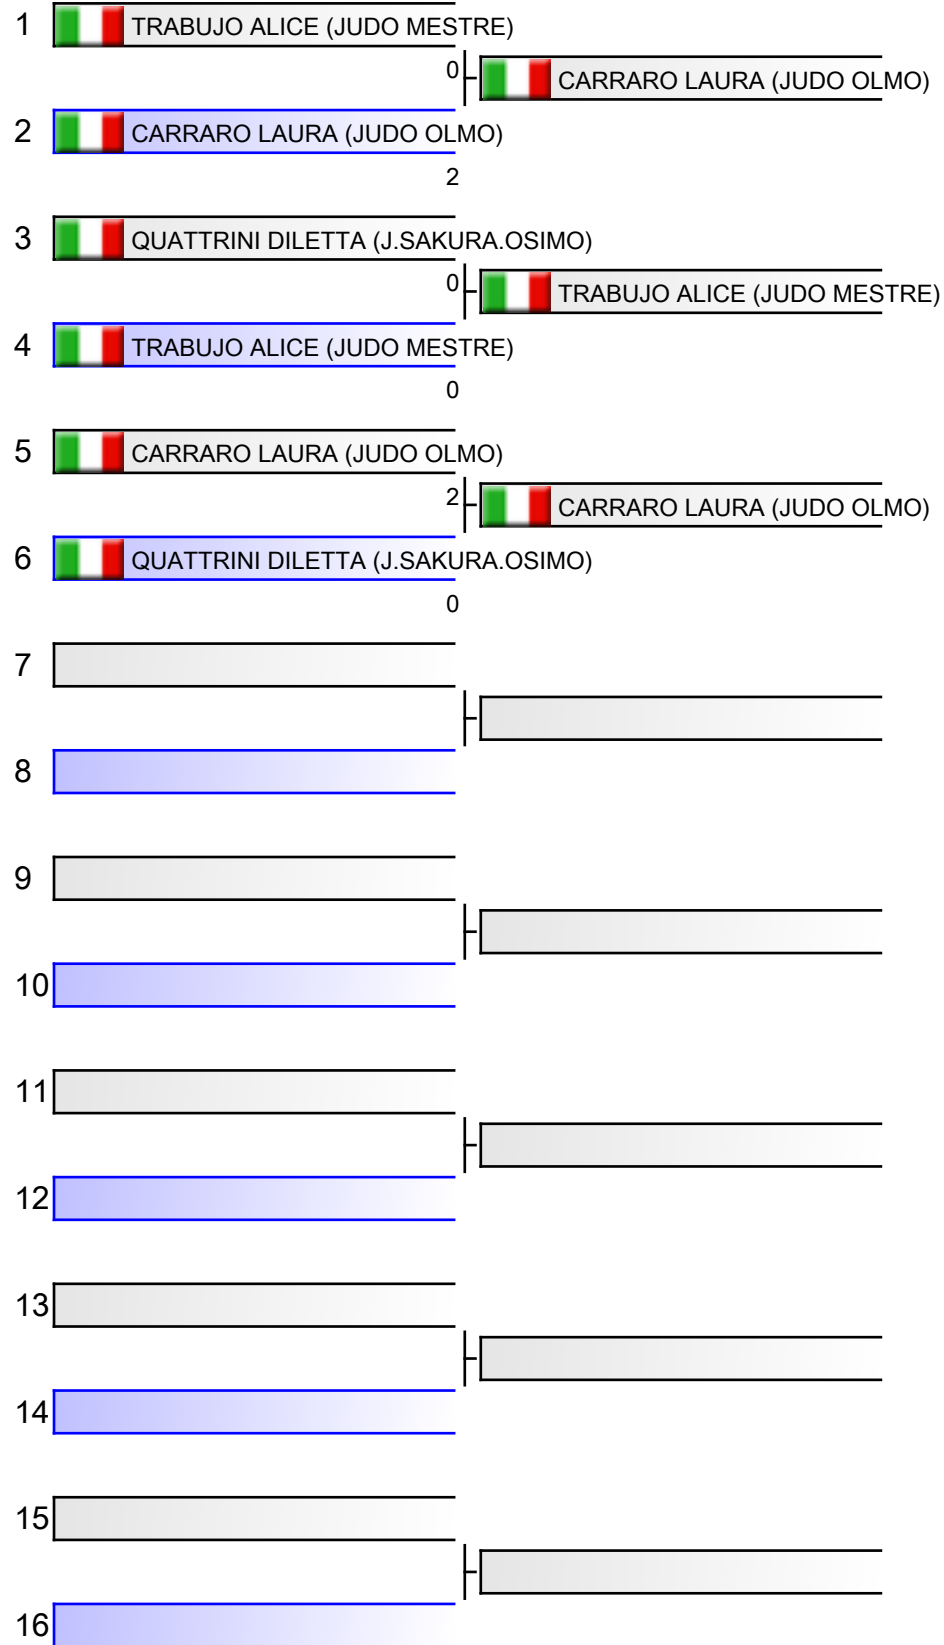 1 TRABUJO ALICE (JUDO MESTRE)
0 CARRARO LAURA (JUDO OLMO)
2 CARRARO LAURA (JUDO OLMO)
2
3 QUATTRINI DILETTA (J.SAKURA.OSIMO)
0 TRABUJO ALICE (JUDO MESTRE)
4 TRABUJO ALICE (JUDO MESTRE)
0
5 CARRARO LAURA (JUDO OLMO)
2 CARRARO LAURA (JUDO OLMO)
6 QUATTRINI DILETTA (J.SAKURA.OSIMO)
0
7
8
9
10
11
12
13
14
15
16